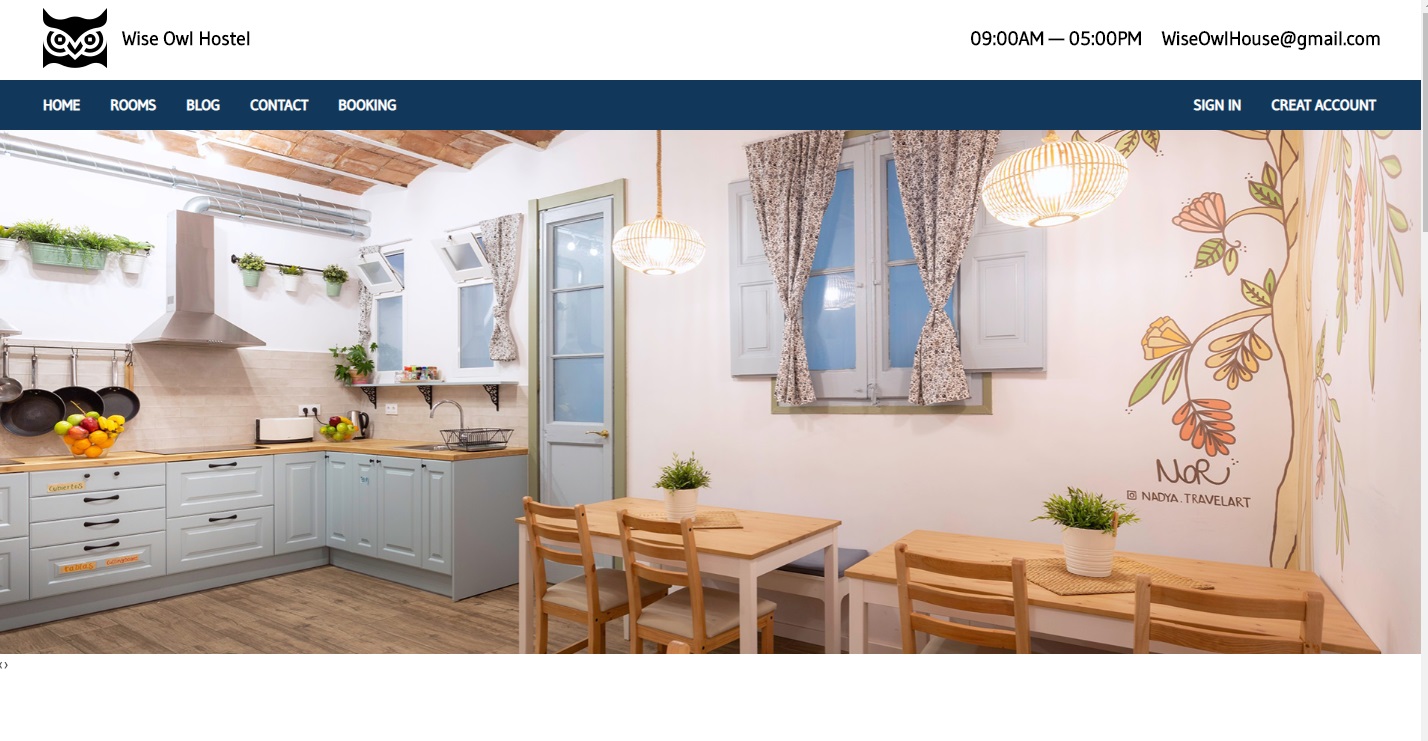 Wise Owl Hostel
09:00AM — 05:00PM WiseOwlHouse@gmail.com
HOME ROOMS BLOG CONTACT BOOKING SIGN IN CREAT ACCOUNT
NOR
NADYA.TRAVELART
‹ ›